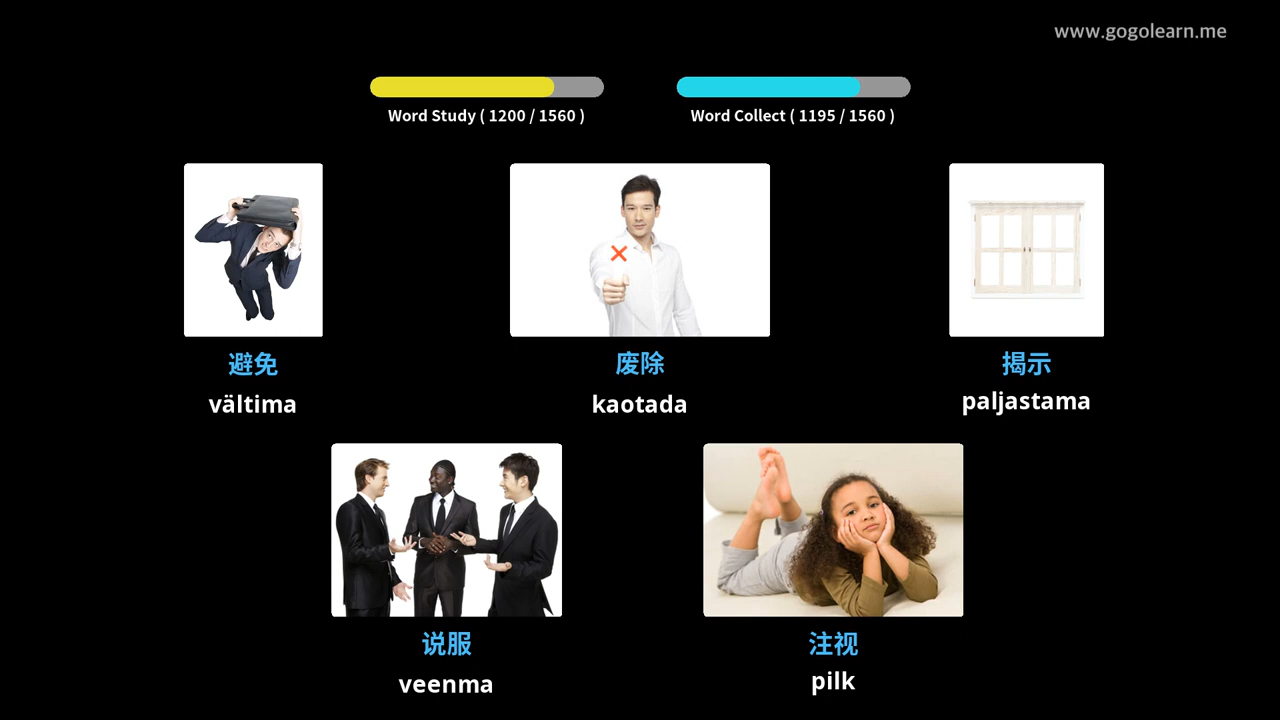 www.gogolearn.me
Word Study ( 1200 / 1560 )
Word Collect ( 1195 / 1560 )
避免
废除
揭示
vältima
kaotada
paljastama
说服
注视
veenma
pilk